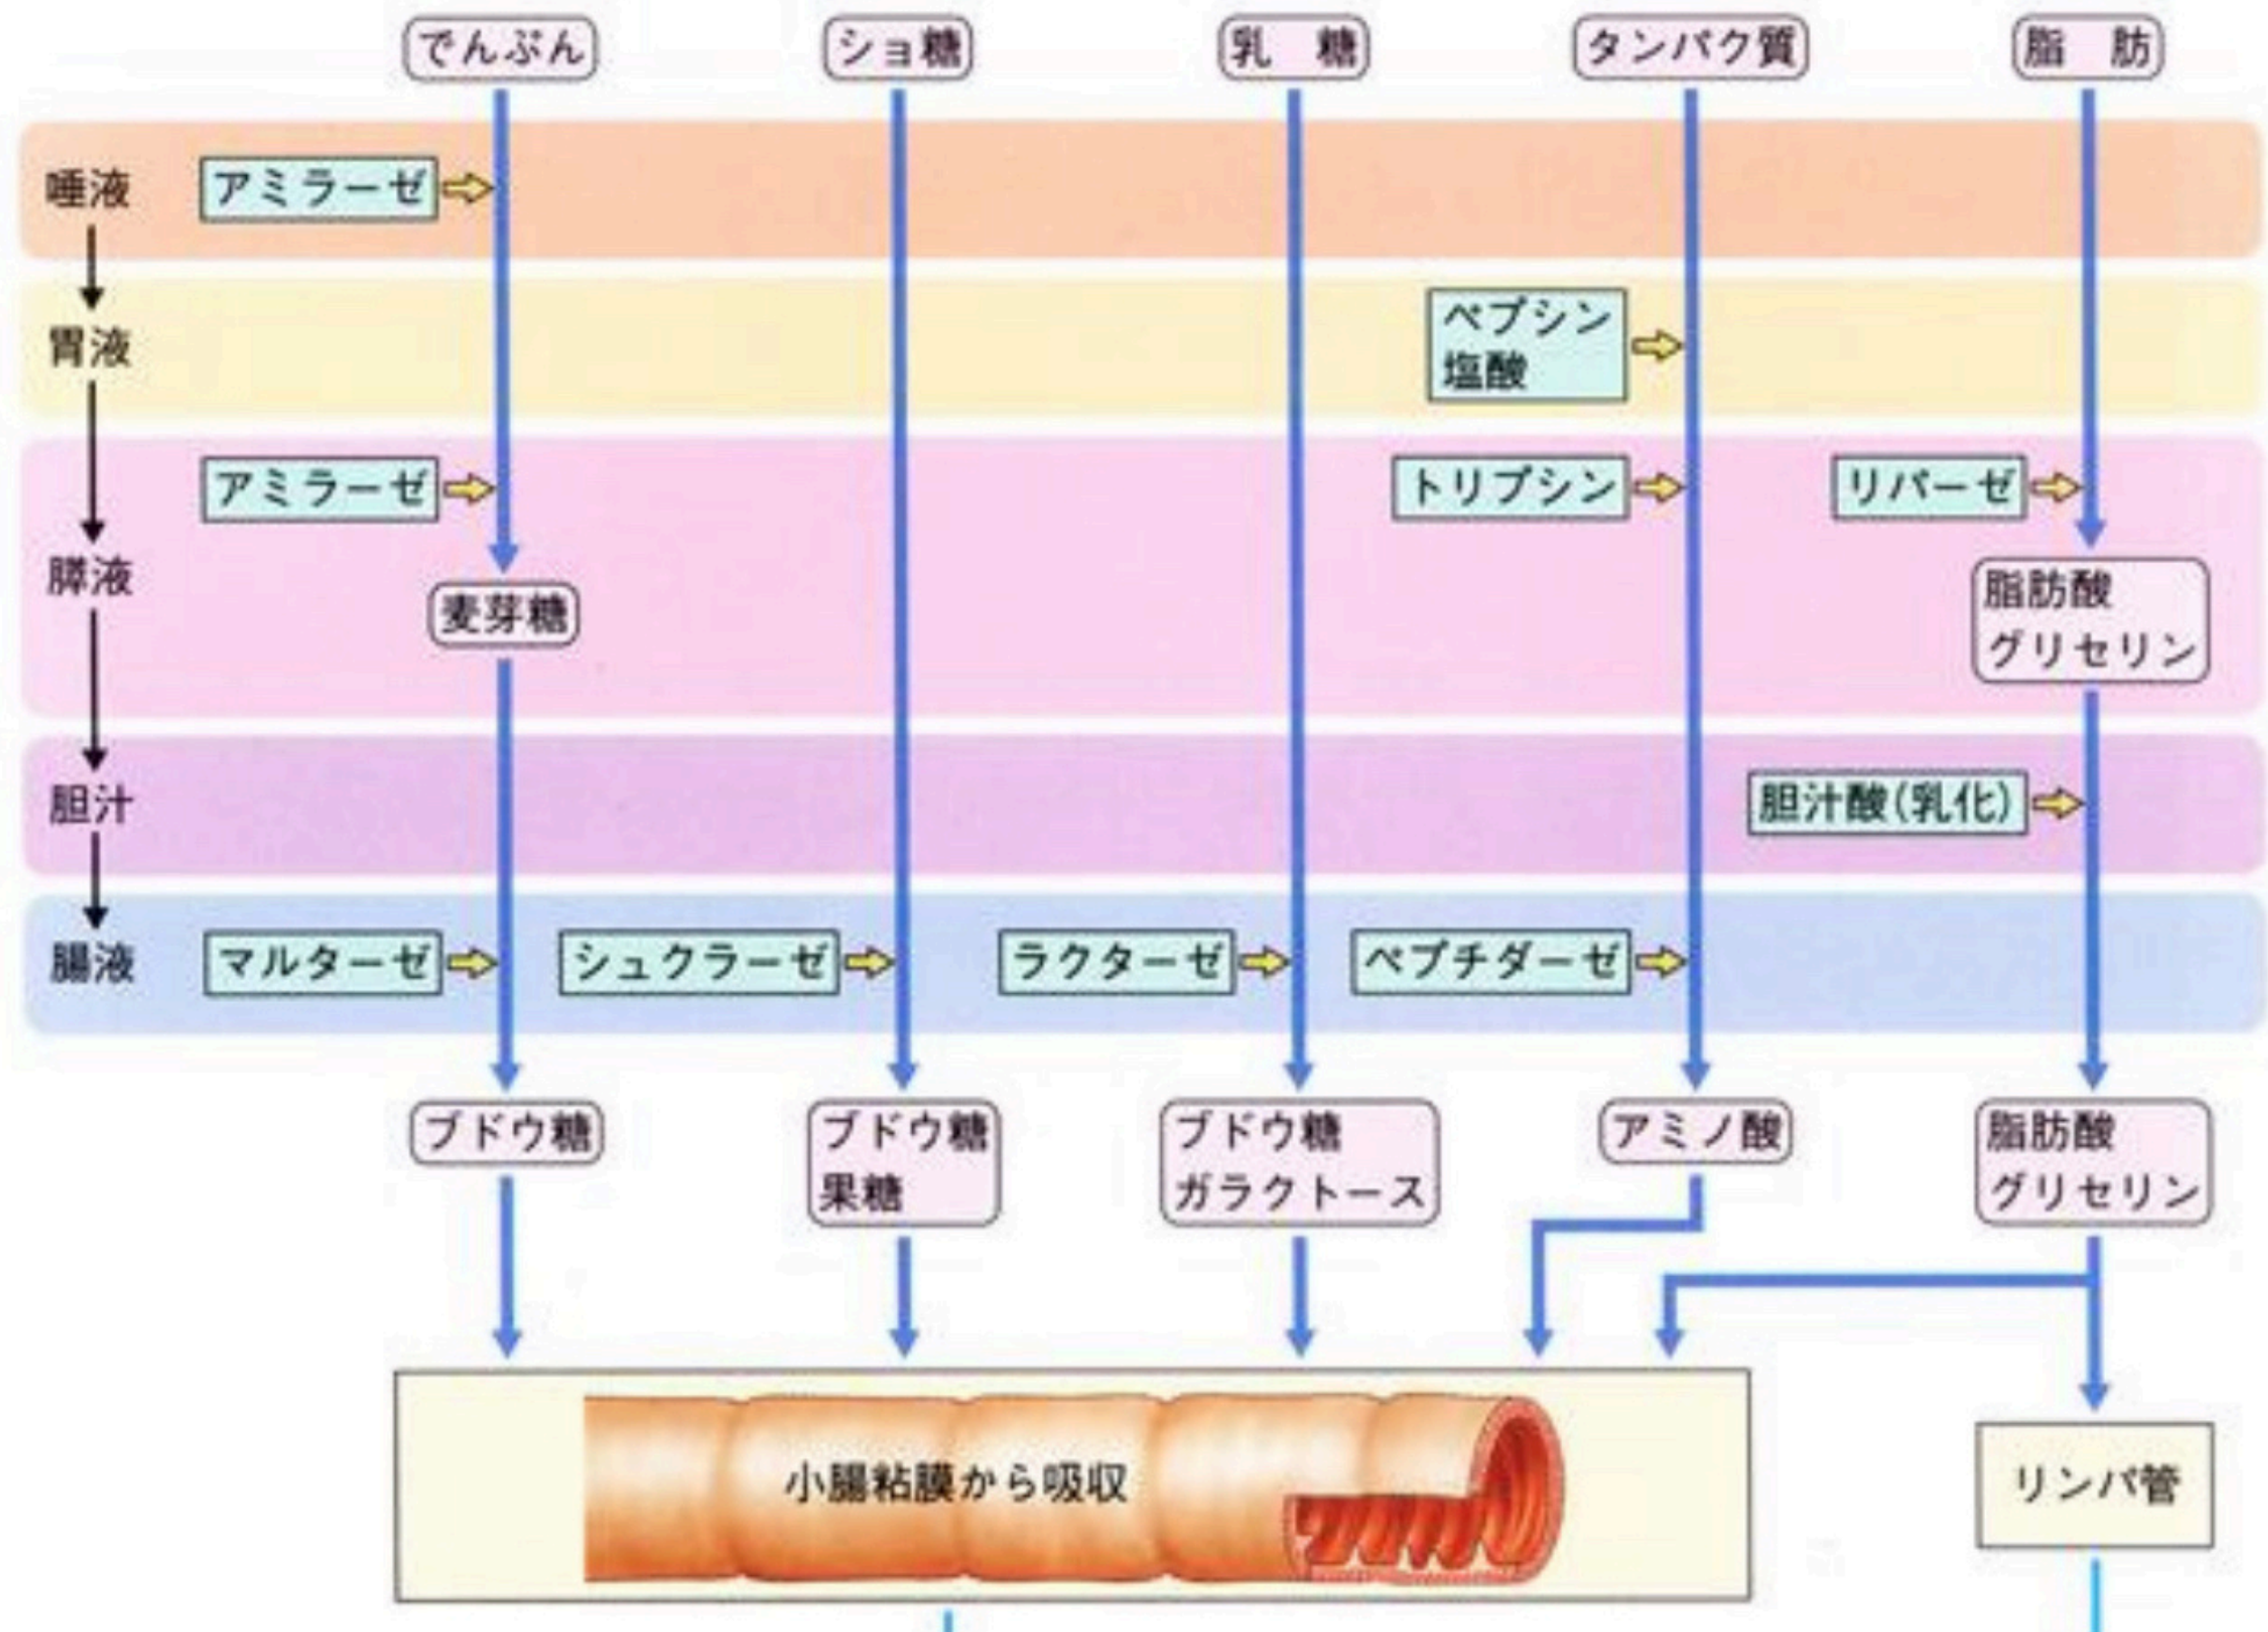 でんぷん
ショ糖
乳 糖
タンパク質
脂 肪
唾液
アミラーゼ
胃液
ペプシン
塩酸
アミラーゼ
トリプシン
リパーゼ
膵液
麦芽糖
脂肪酸
グリセリン
胆汁
胆汁酸(乳化)
腸液
マルターゼ
シュクラーゼ
ラクターゼ
ペプチダーゼ
ブドウ糖
ブドウ糖
果糖
ブドウ糖
ガラクトース
アミノ酸
脂肪酸
グリセリン
小腸粘膜から吸収
リンパ管